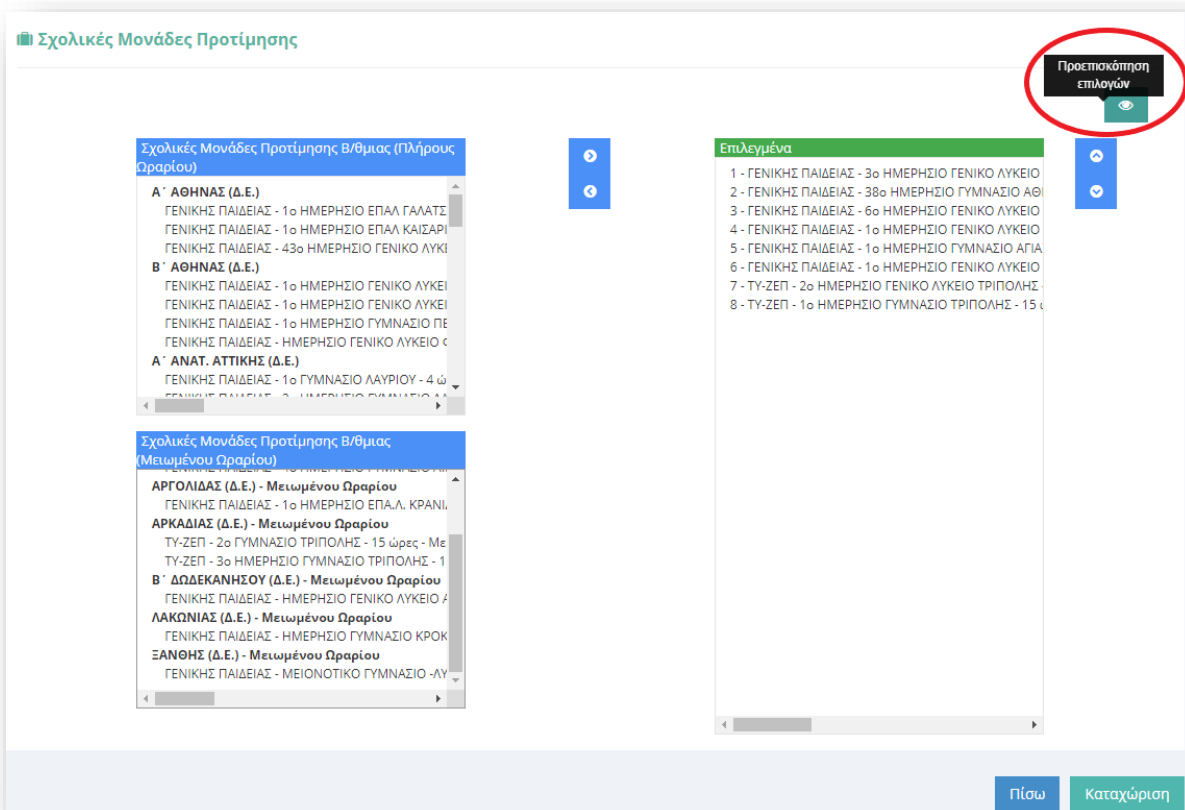 Σχολικές Μονάδες Προτίμησης
Προεπισκόπηση
επιλογών
Σχολικές Μονάδες Προτίμησης Β/θμιας (Πλήρους
Ωραρίου)
Α΄ ΑΘΗΝΑΣ (Δ.Ε.)
ΓΕΝΙΚΗΣ ΠΑΙΔΕΙΑΣ - 1ο ΗΜΕΡΗΣΙΟ ΕΠΑΛ ΓΑΛΑΤΣ
ΓΕΝΙΚΗΣ ΠΑΙΔΕΙΑΣ - 1ο ΗΜΕΡΗΣΙΟ ΕΠΑΛ ΚΑΙΣΑΡΙ
ΓΕΝΙΚΗΣ ΠΑΙΔΕΙΑΣ - 43ο ΗΜΕΡΗΣΙΟ ΓΕΝΙΚΟ ΛΥΚΕ
Β΄ ΑΘΗΝΑΣ (Δ.Ε.)
ΓΕΝΙΚΗΣ ΠΑΙΔΕΙΑΣ - 1ο ΗΜΕΡΗΣΙΟ ΓΕΝΙΚΟ ΛΥΚΕΙ
ΓΕΝΙΚΗΣ ΠΑΙΔΕΙΑΣ - 1ο ΗΜΕΡΗΣΙΟ ΓΕΝΙΚΟ ΛΥΚΕΙ
ΓΕΝΙΚΗΣ ΠΑΙΔΕΙΑΣ - 1ο ΗΜΕΡΗΣΙΟ ΓΥΜΝΑΣΙΟ ΠΕ
ΓΕΝΙΚΗΣ ΠΑΙΔΕΙΑΣ - ΗΜΕΡΗΣΙΟ ΓΕΝΙΚΟ ΛΥΚΕΙΟ
Α΄ ΑΝΑΤ. ΑΤΤΙΚΗΣ (Δ.Ε.)
ΓΕΝΙΚΗΣ ΠΑΙΔΕΙΑΣ - 1ο ΓΥΜΝΑΣΙΟ ΛΑΥΡΙΟΥ - 4 ώ
Σχολικές Μονάδες Προτίμησης Β/θμιας
(Μειωμένου Ωραρίου)
ΑΡΓΟΛΙΔΑΣ (Δ.Ε.) - Μειωμένου Ωραρίου
ΓΕΝΙΚΗΣ ΠΑΙΔΕΙΑΣ - 1ο ΗΜΕΡΗΣΙΟ ΕΠΑ.Λ. ΚΡΑΝΙ
ΑΡΚΑΔΙΑΣ (Δ.Ε.) - Μειωμένου Ωραρίου
ΤΥ-ΖΕΠ - 2ο ΓΥΜΝΑΣΙΟ ΤΡΙΠΟΛΗΣ - 15 ώρες - Με
ΤΥ-ΖΕΠ - 3ο ΗΜΕΡΗΣΙΟ ΓΥΜΝΑΣΙΟ ΤΡΙΠΟΛΗΣ - 1
Β΄ ΔΩΔΕΚΑΝΗΣΟΥ (Δ.Ε.) - Μειωμένου Ωραρίου
ΓΕΝΙΚΗΣ ΠΑΙΔΕΙΑΣ - ΗΜΕΡΗΣΙΟ ΓΕΝΙΚΟ ΛΥΚΕΙΟ
ΛΑΚΩΝΙΑΣ (Δ.Ε.) - Μειωμένου Ωραρίου
ΓΕΝΙΚΗΣ ΠΑΙΔΕΙΑΣ - ΗΜΕΡΗΣΙΟ ΓΥΜΝΑΣΙΟ ΚΡΟΚ
ΞΑΝΘΗΣ (Δ.Ε.) - Μειωμένου Ωραρίου
ΓΕΝΙΚΗΣ ΠΑΙΔΕΙΑΣ - ΜΕΙΟΝΟΤΙΚΟ ΓΥΜΝΑΣΙΟ -ΛΥ
Επιλεγμένα
1 - ΓΕΝΙΚΗΣ ΠΑΙΔΕΙΑΣ - 3ο ΗΜΕΡΗΣΙΟ ΓΕΝΙΚΟ ΛΥΚΕΙΟ
2 - ΓΕΝΙΚΗΣ ΠΑΙΔΕΙΑΣ - 38ο ΗΜΕΡΗΣΙΟ ΓΥΜΝΑΣΙΟ ΑΘΙ
3 - ΓΕΝΙΚΗΣ ΠΑΙΔΕΙΑΣ - 6ο ΗΜΕΡΗΣΙΟ ΓΕΝΙΚΟ ΛΥΚΕΙΟ
4 - ΓΕΝΙΚΗΣ ΠΑΙΔΕΙΑΣ - 1ο ΗΜΕΡΗΣΙΟ ΓΕΝΙΚΟ ΛΥΚΕΙΟ
5 - ΓΕΝΙΚΗΣ ΠΑΙΔΕΙΑΣ - 1ο ΗΜΕΡΗΣΙΟ ΓΥΜΝΑΣΙΟ ΑΓΙΑ
6 - ΓΕΝΙΚΗΣ ΠΑΙΔΕΙΑΣ - 1ο ΗΜΕΡΗΣΙΟ ΓΕΝΙΚΟ ΛΥΚΕΙΟ
7 - ΤΥ-ΖΕΠ - 2ο ΗΜΕΡΗΣΙΟ ΓΕΝΙΚΟ ΛΥΚΕΙΟ ΤΡΙΠΟΛΗΣ -
8 - ΤΥ-ΖΕΠ - 1ο ΗΜΕΡΗΣΙΟ ΓΥΜΝΑΣΙΟ ΤΡΙΠΟΛΗΣ - 15
Πίσω
Καταχώριση